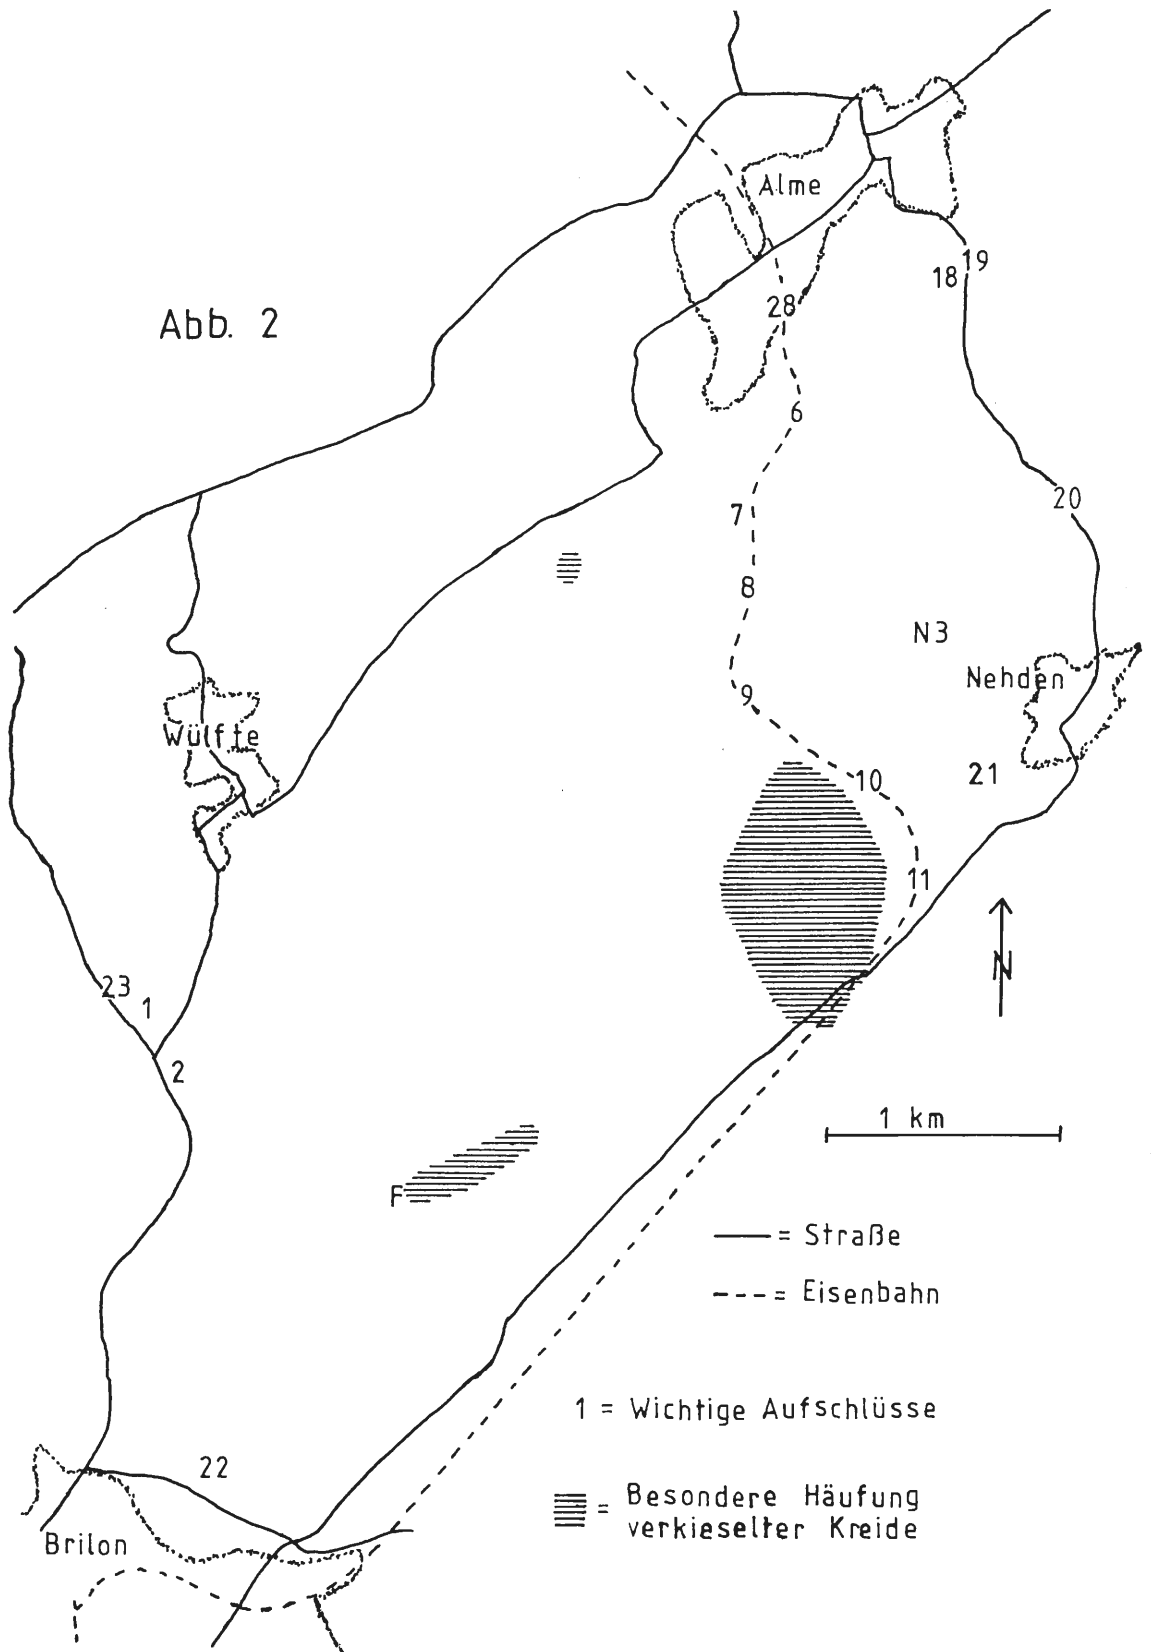 Alme
19
18
28
Abb. 2
6
20
7
8
N3
Nehden
9
Wülfte
10
21
11
N
23
1
2
1 km
F
= Straße
= Eisenbahn
1 = Wichtige Aufschlüsse
22
= Besondere Häufung
verkieselter Kreide
Brilon